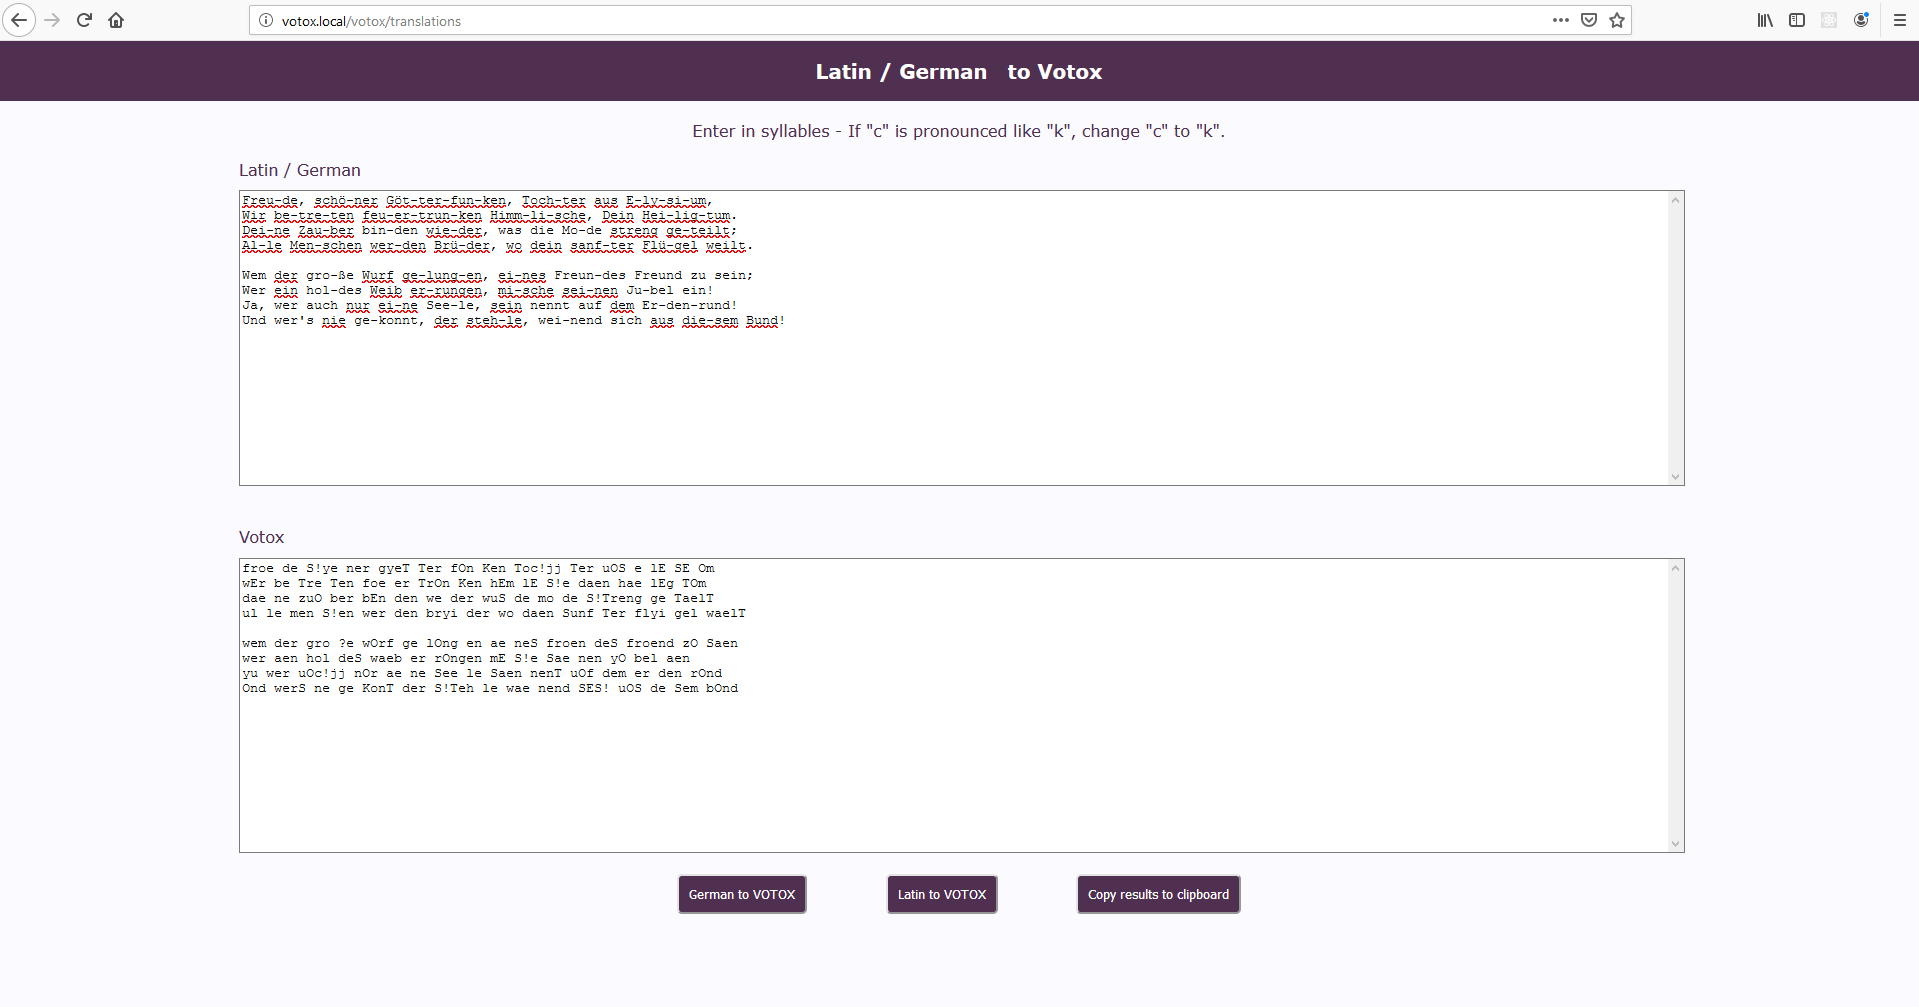 votox.local/votox/translations
Latin / German to Votox
Enter in syllables - If "c" is pronounced like "k", change "c" to "k".
Latin / German
Freu-de, schö-ner Göt-ter-fun-ken, Toch-ter aus E-ly-si-um,
Wir be-tre-ten feu-er-trun-ken Himm-li-sche, Dein Hei-lig-tum.
Dei-ne Zau-ber bin-den wie-der, was die Mo-de streng ge-teilt;
Al-le Men-schen wer-den Brü-der, wo dein sanf-ter Flü-gel weilt.
Wem der gro-ße Wurf ge-lung-en, ei-nes Freun-des Freund zu sein;
Wer ein hol-des Weib er-rungen, mi-sche sei-nen Ju-bel ein!
Ja, wer auch nur ei-ne See-le, sein nennt auf dem Er-den-rund!
Und wer's nie ge-konnt, der steh-le, wei-nend sich aus die-sem Bund!
Votox
froe de S!ye ner gyeT Ter fOn Ken Toc!jj Ter uOS e lE SE Om
wEr be Tre Ten foe er TrOn Ken hEm lE S!e daen hae lEg TOm
dae ne zuO ber bEn den we der wuS de mo de S!Treng ge TaelT
ul le men S!en wer den bryi der wo daen Sunf Ter flyi gel waelT
wem der gro ?e wOrf ge lOng en ae neS froen deS froend zO Saen
wer aen hol deS waeb er rOngen mE S!e Sae nen yO bel aen
yu wer uOc!jj nOr ae ne See le Saen nenT uOf dem er den rOnd
Ond werS ne ge KonT der S!Teh le wae nend SES! uOS de Sem bOnd
German to VOTOX
Latin to VOTOX
Copy results to clipboard